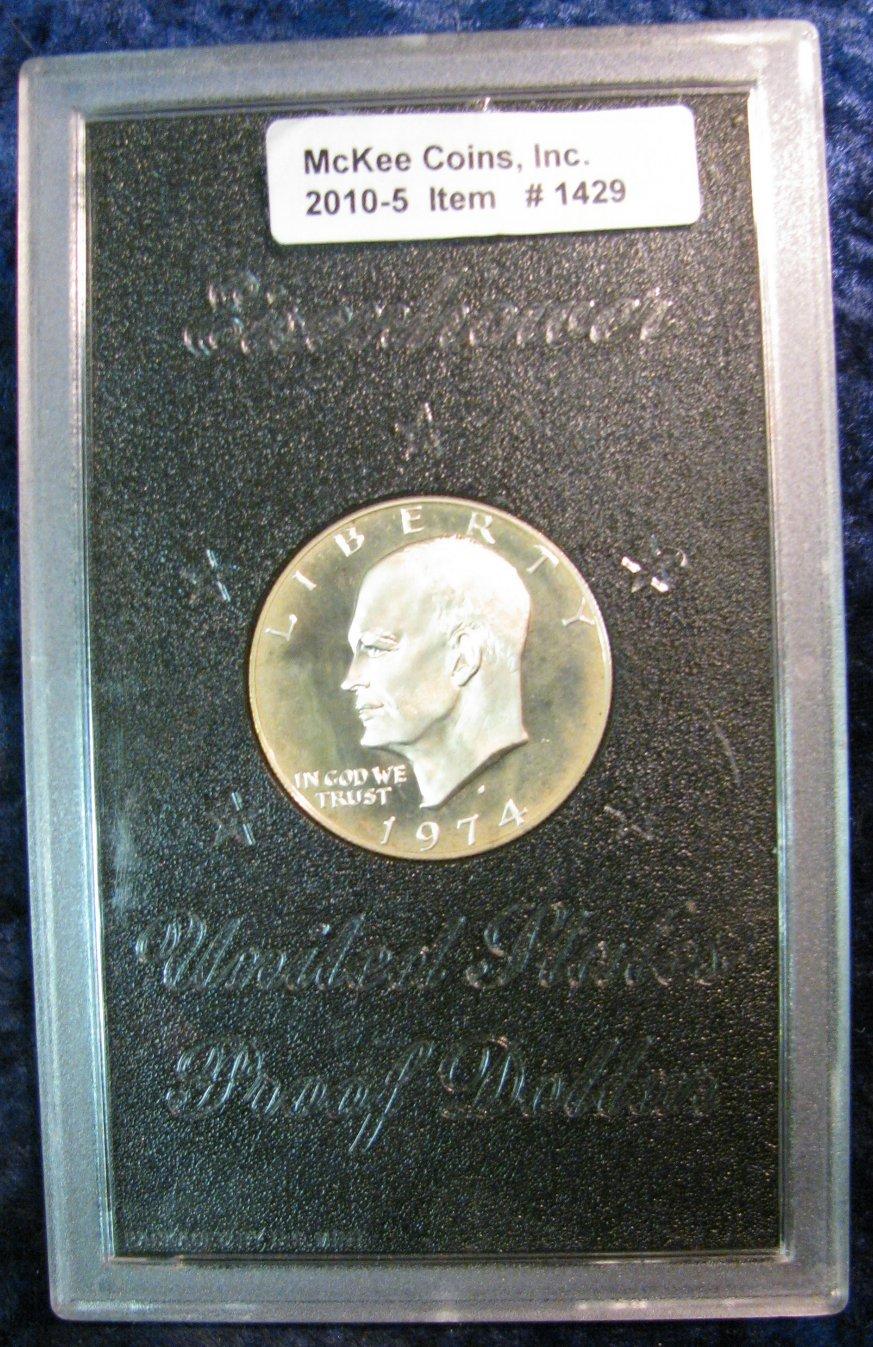 McKee Coins, Inc.
2010-5 Item # 1429
Eisenhower
LIBERTY
IN GOD WE
TRUST
1974
United States
Proof Dollar